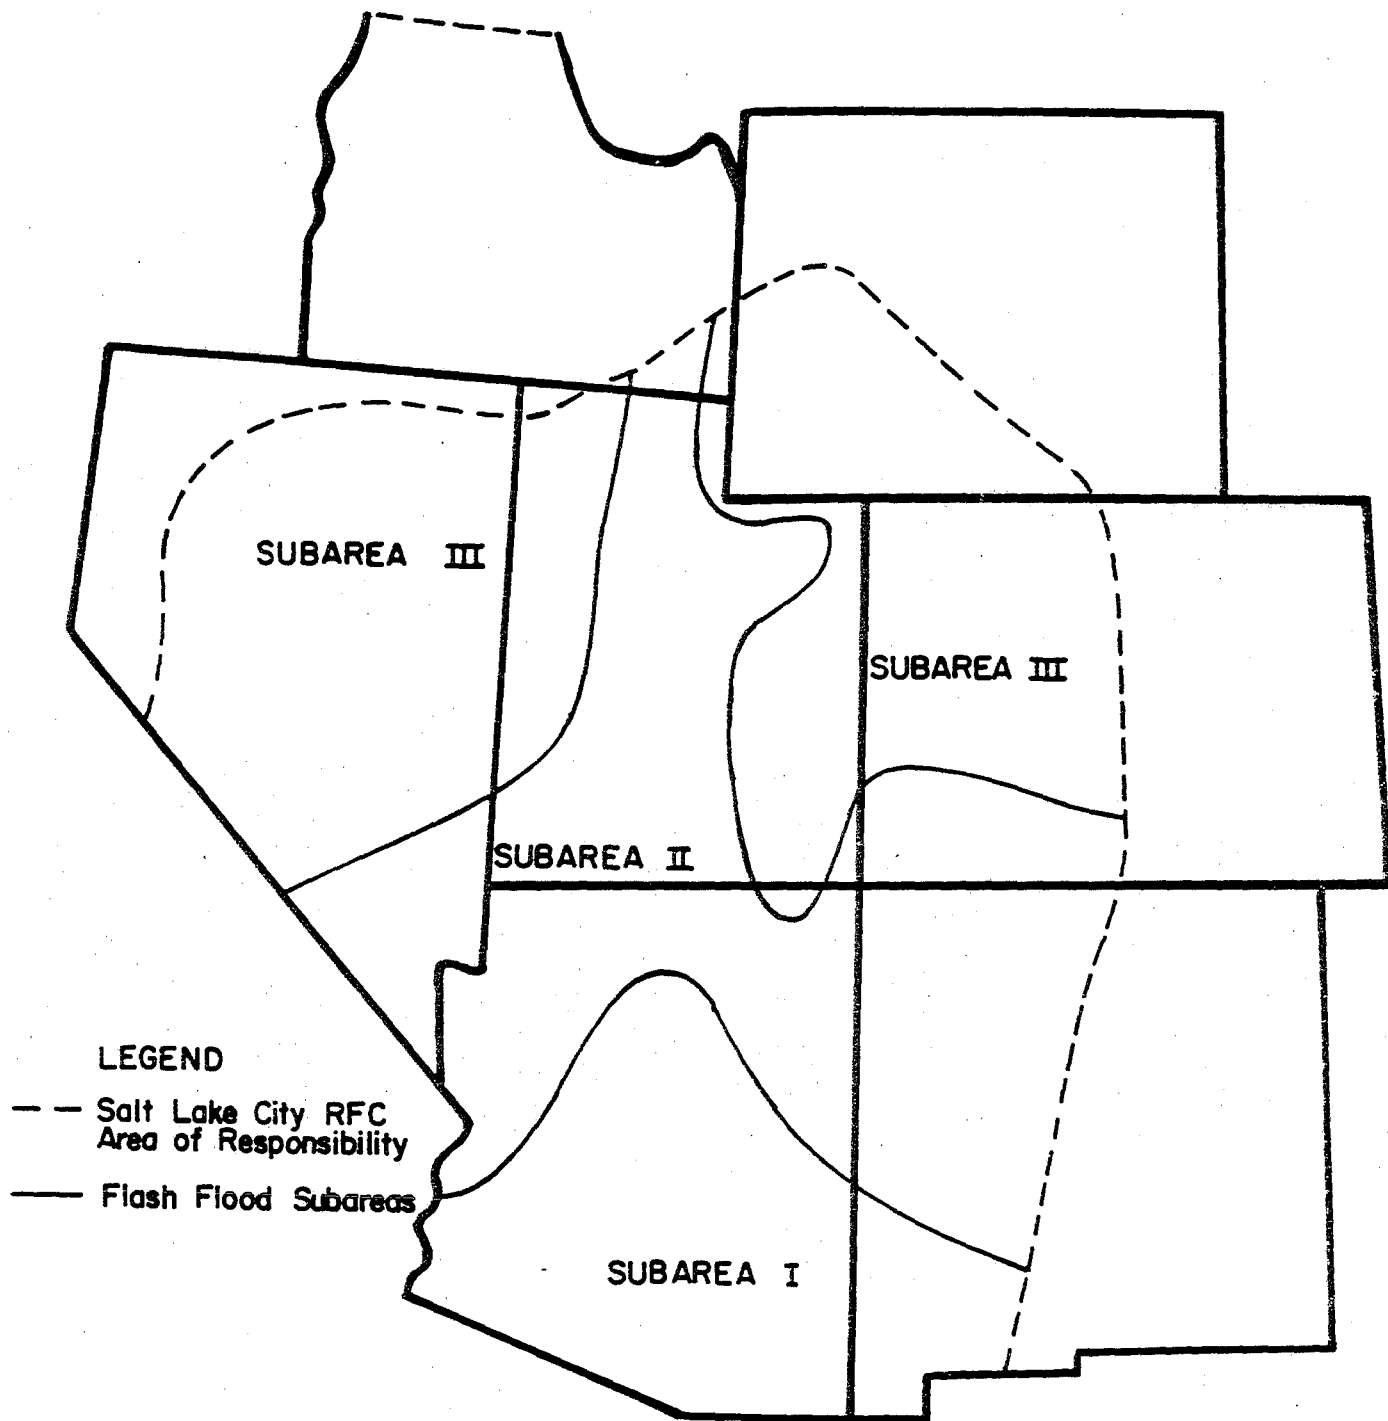 SUBAREA III
SUBAREA III
SUBAREA II
LEGEND
Salt Lake City RFC
Area of Responsibility
Flash Flood Subareas
SUBAREA I